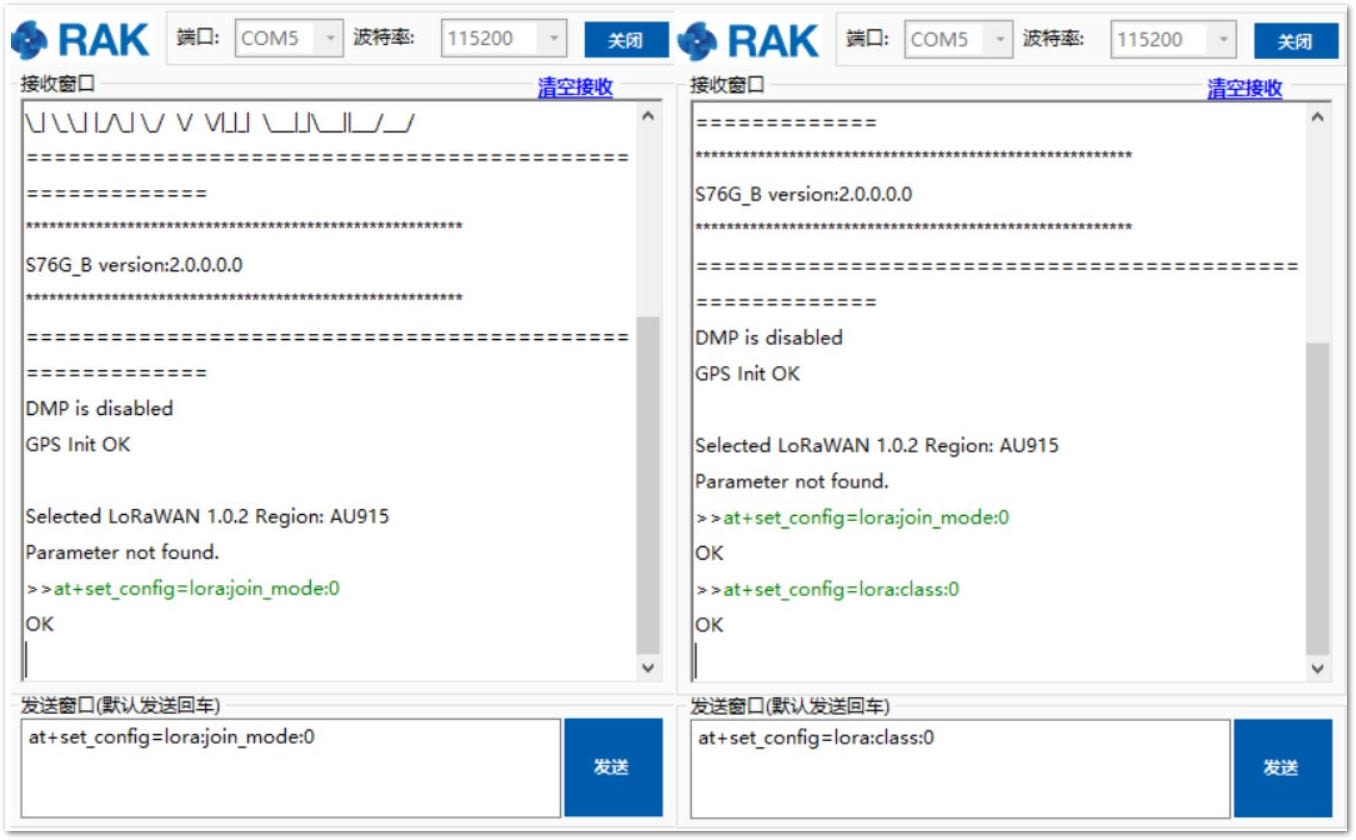 RAK 端口: COM5 波特率: 115200 关闭
接收窗口
清空接收
\_| \_\_| |_/\_| \_/  V  V|_|_|  \__|_|\__||__/__/
===========================================
=============
********************************************************
S76G_B version:2.0.0.0.0
********************************************************
===========================================
=============
DMP is disabled
GPS Init OK
Selected LoRaWAN 1.0.2 Region: AU915
Parameter not found.
>>at+set_config=lora:join_mode:0
OK
发送窗口(默认发送回车)
at+set_config=lora:join_mode:0
发送
RAK 端口: COM5 波特率: 115200 关闭
接收窗口
清空接收
=============
********************************************************
S76G_B version:2.0.0.0.0
********************************************************
===========================================
=============
DMP is disabled
GPS Init OK
Selected LoRaWAN 1.0.2 Region: AU915
Parameter not found.
>>at+set_config=lora:join_mode:0
OK
>>at+set_config=lora:class:0
OK
发送窗口(默认发送回车)
at+set_config=lora:class:0
发送